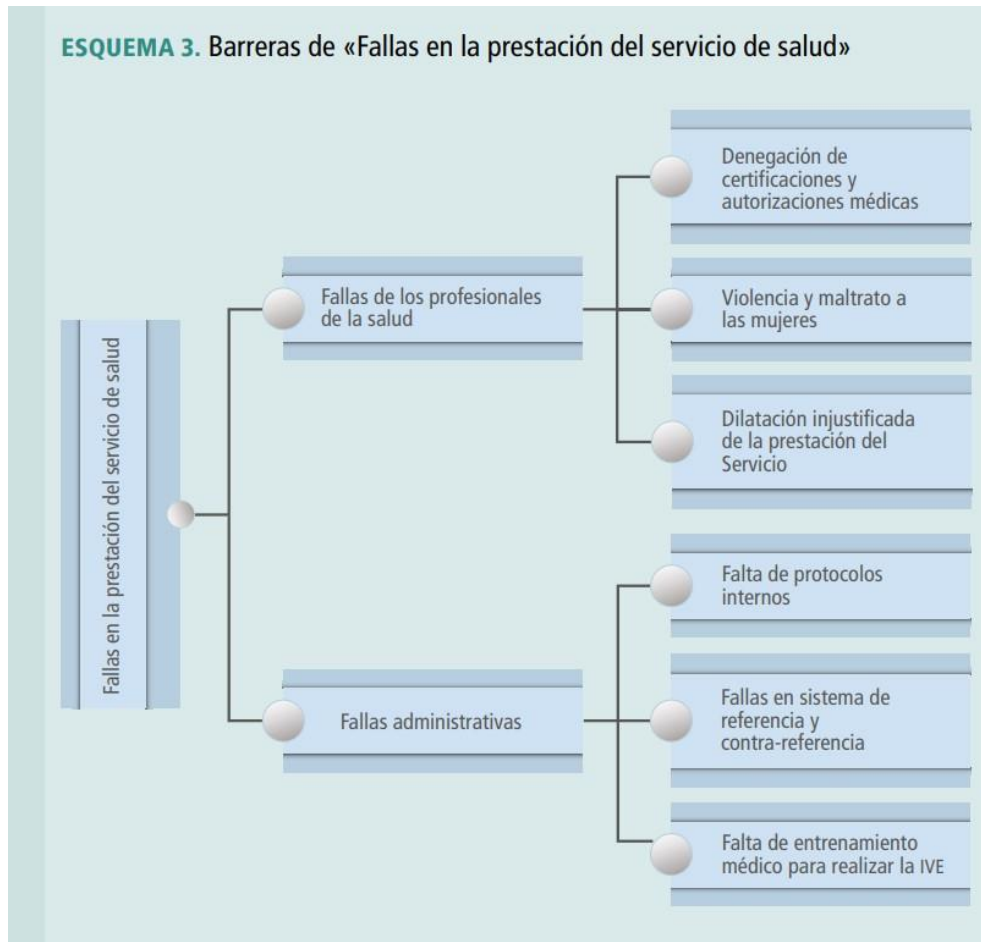 ESQUEMA 3. Barreras de «Fallas en la prestación del servicio de salud»
Fallas en la prestación del servicio de salud
Fallas de los profesionales
de la salud
Denegación de
certificaciones y
autorizaciones médicas
Violencia y maltrato a
las mujeres
Dilatación injustificada
de la prestación del
Servicio
Fallas administrativas
Falta de protocolos
internos
Fallas en sistema de
referencia y
contra-referencia
Falta de entrenamiento
médico para realizar la IVE